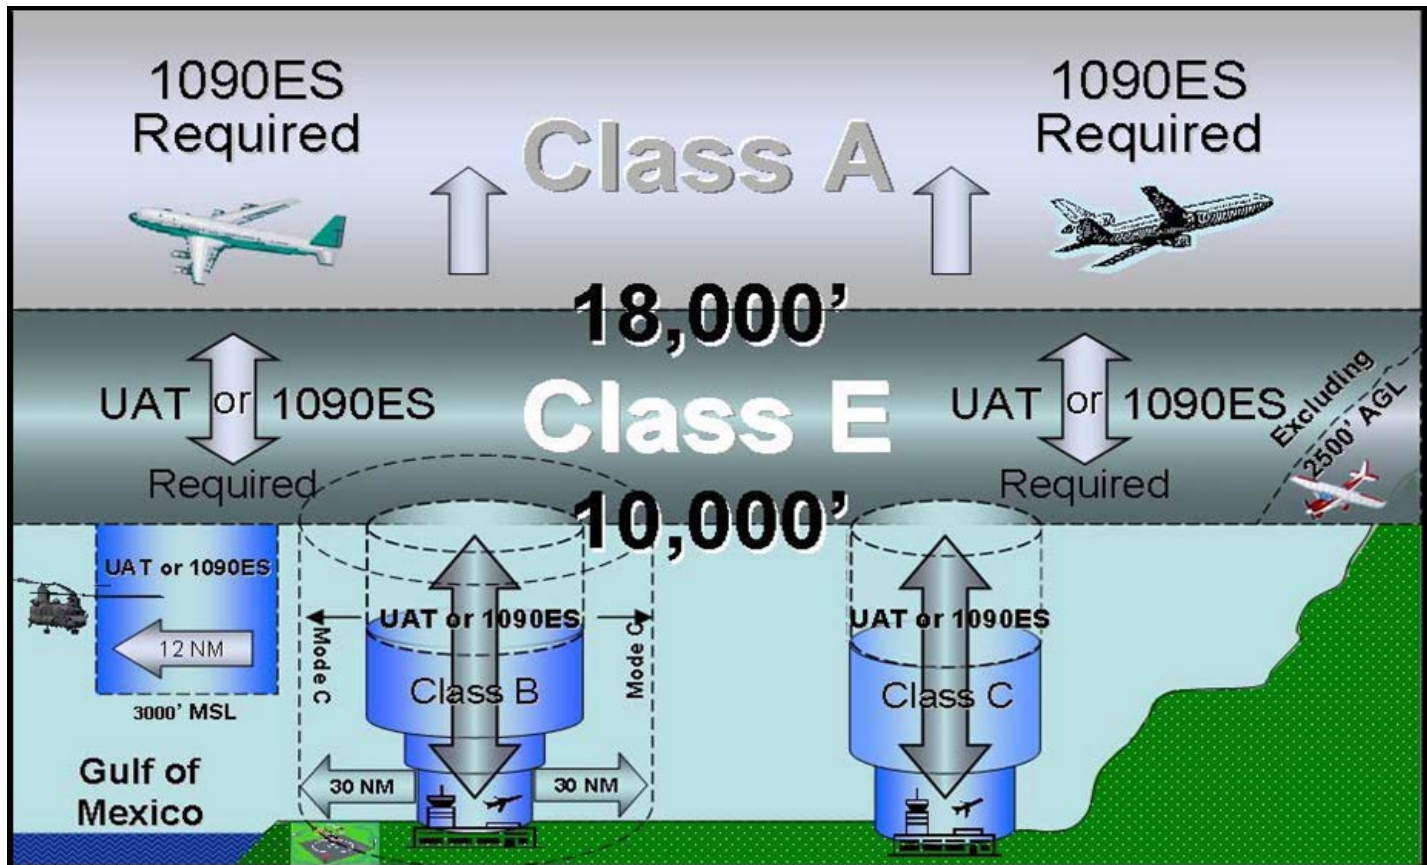 1090ES
Required
1090ES
Required
Class A
18,000’
UAT or 1090ES
Required
Class E
UAT or 1090ES
Required
Excluding
2500’ AGL
10,000’
UAT or 1090ES
12 NM
3000’ MSL
Gulf of
Mexico
UAT or 1090ES
Mode C
Mode C
Class B
30 NM
30 NM
UAT or 1090ES
Class C